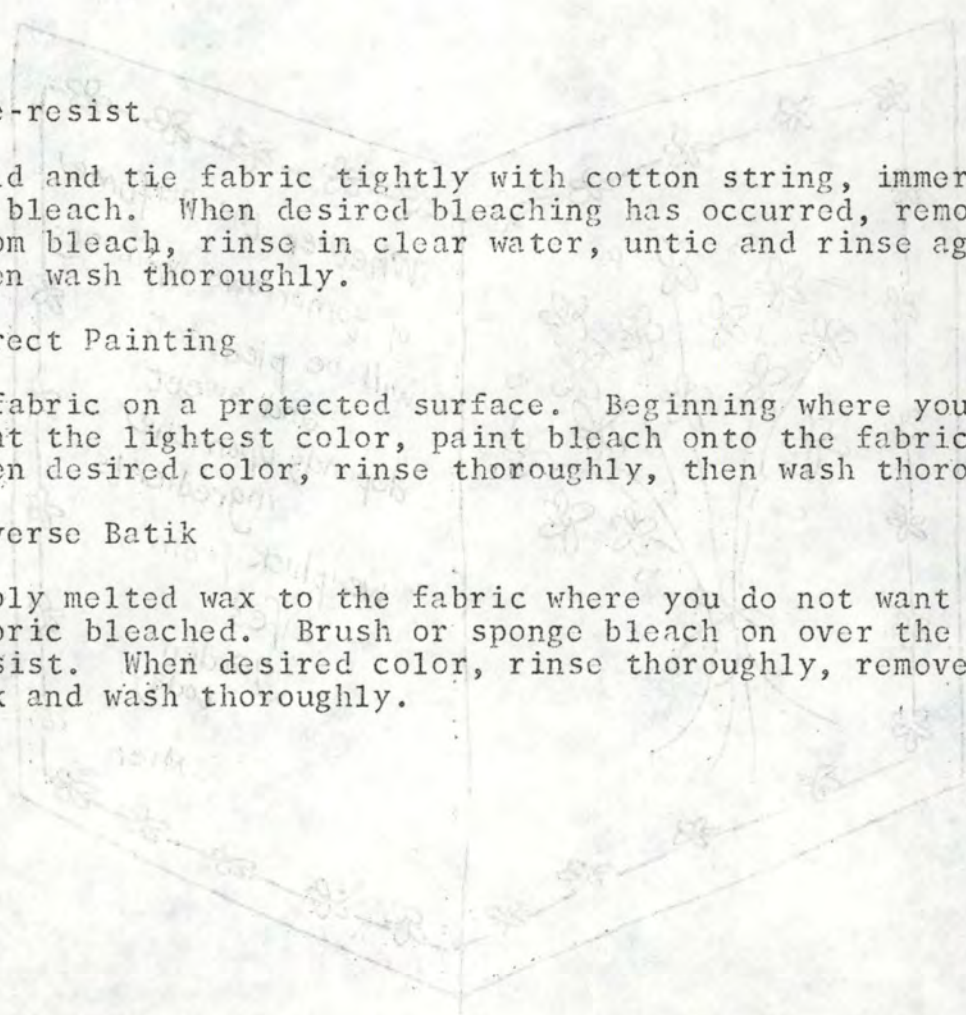 e-resist
ld and tie fabric tightly with cotton string, immer
bleach. When desired bleaching has occurred, remo
om bleach, rinse in clear water, untie and rinse ag
en wash thoroughly.
rect Painting
fabric on a protected surface. Beginning where you
nt the lightest color, paint bleach onto the fabric
en desired color, rinse thoroughly, then wash thoro
verse Batik
ply melted wax to the fabric where you do not want
bric bleached. Brush or sponge bleach on over the
sist. When desired color, rinse thoroughly, remove
x and wash thoroughly.